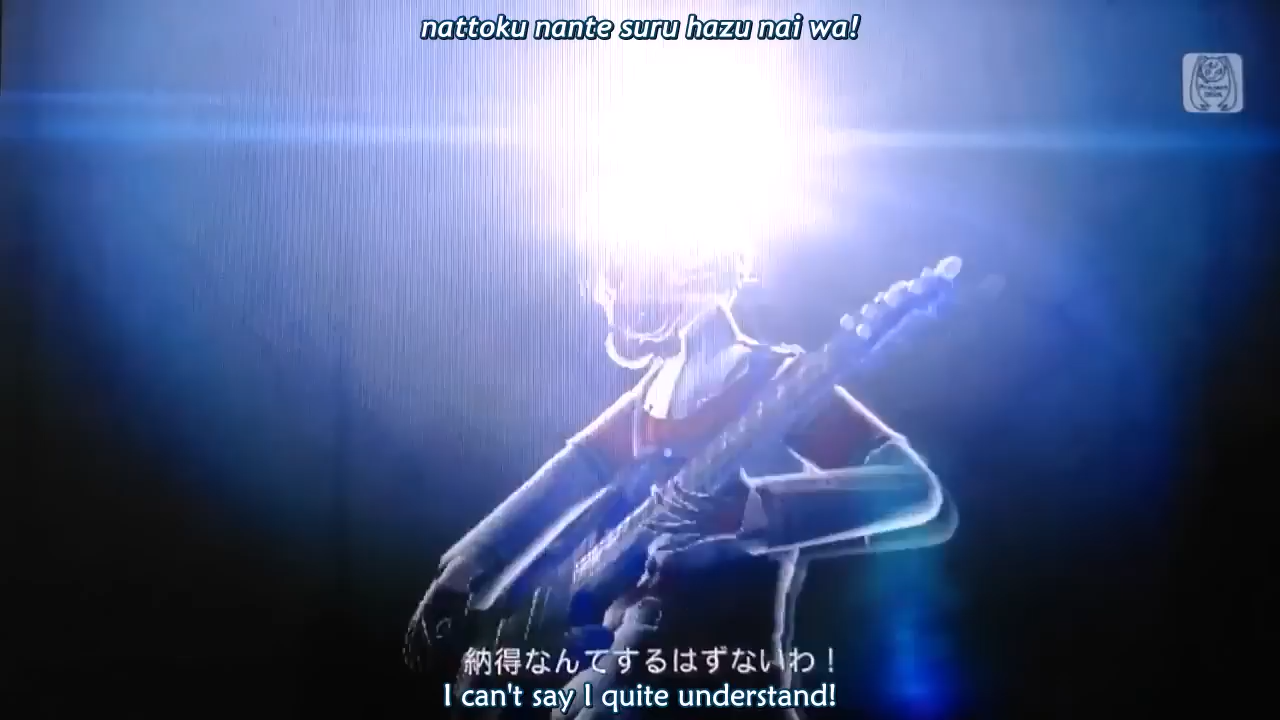 nattoku nante suru hazu nai wa!
納得なんてするはずないわ！
I can't say I quite understand!